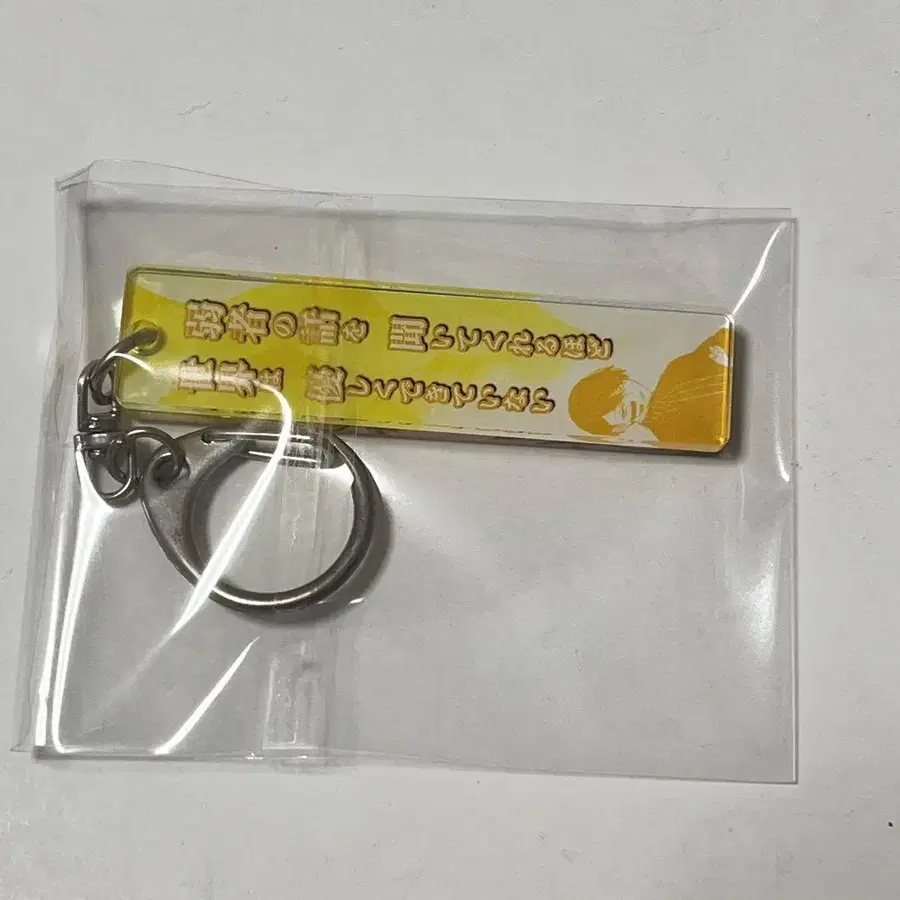 弱者の話を 聞いてくれるほど
世界は 優しくできていない